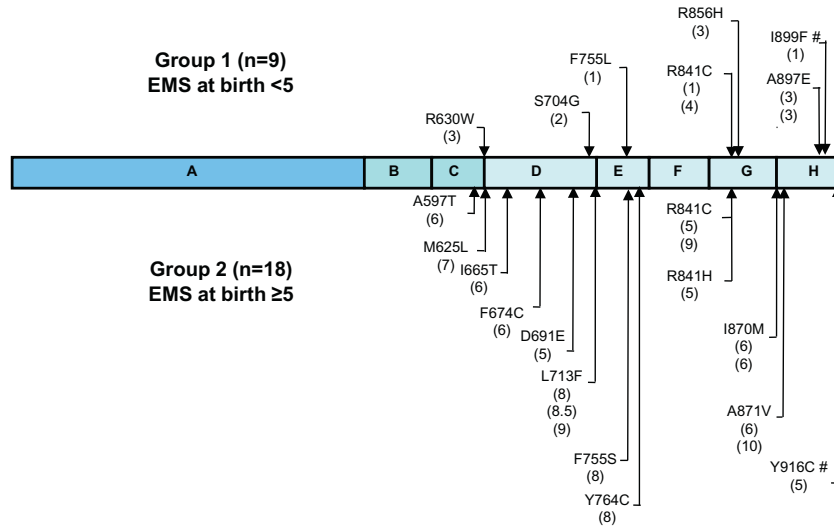 R856H
(3)
I899F #
(1)
Group 1 (n=9)
EMS at birth <5
F755L
(1)
R841C
(1)
(4)
A897E
(3)
(3)
S704G
(2)
R630W
(3)
A
B
C
D
E
F
G
H
A597T
(6)
M625L
(7)
I665T
(6)
F674C
(6)
D691E
(5)
L713F
(8)
(8.5)
(9)
F755S
(8)
Y764C
(8)
R841C
(5)
(9)
R841H
(5)
I870M
(6)
(6)
A871V
(6)
(10)
Y916C #
(5)
Group 2 (n=18)
EMS at birth ≥5